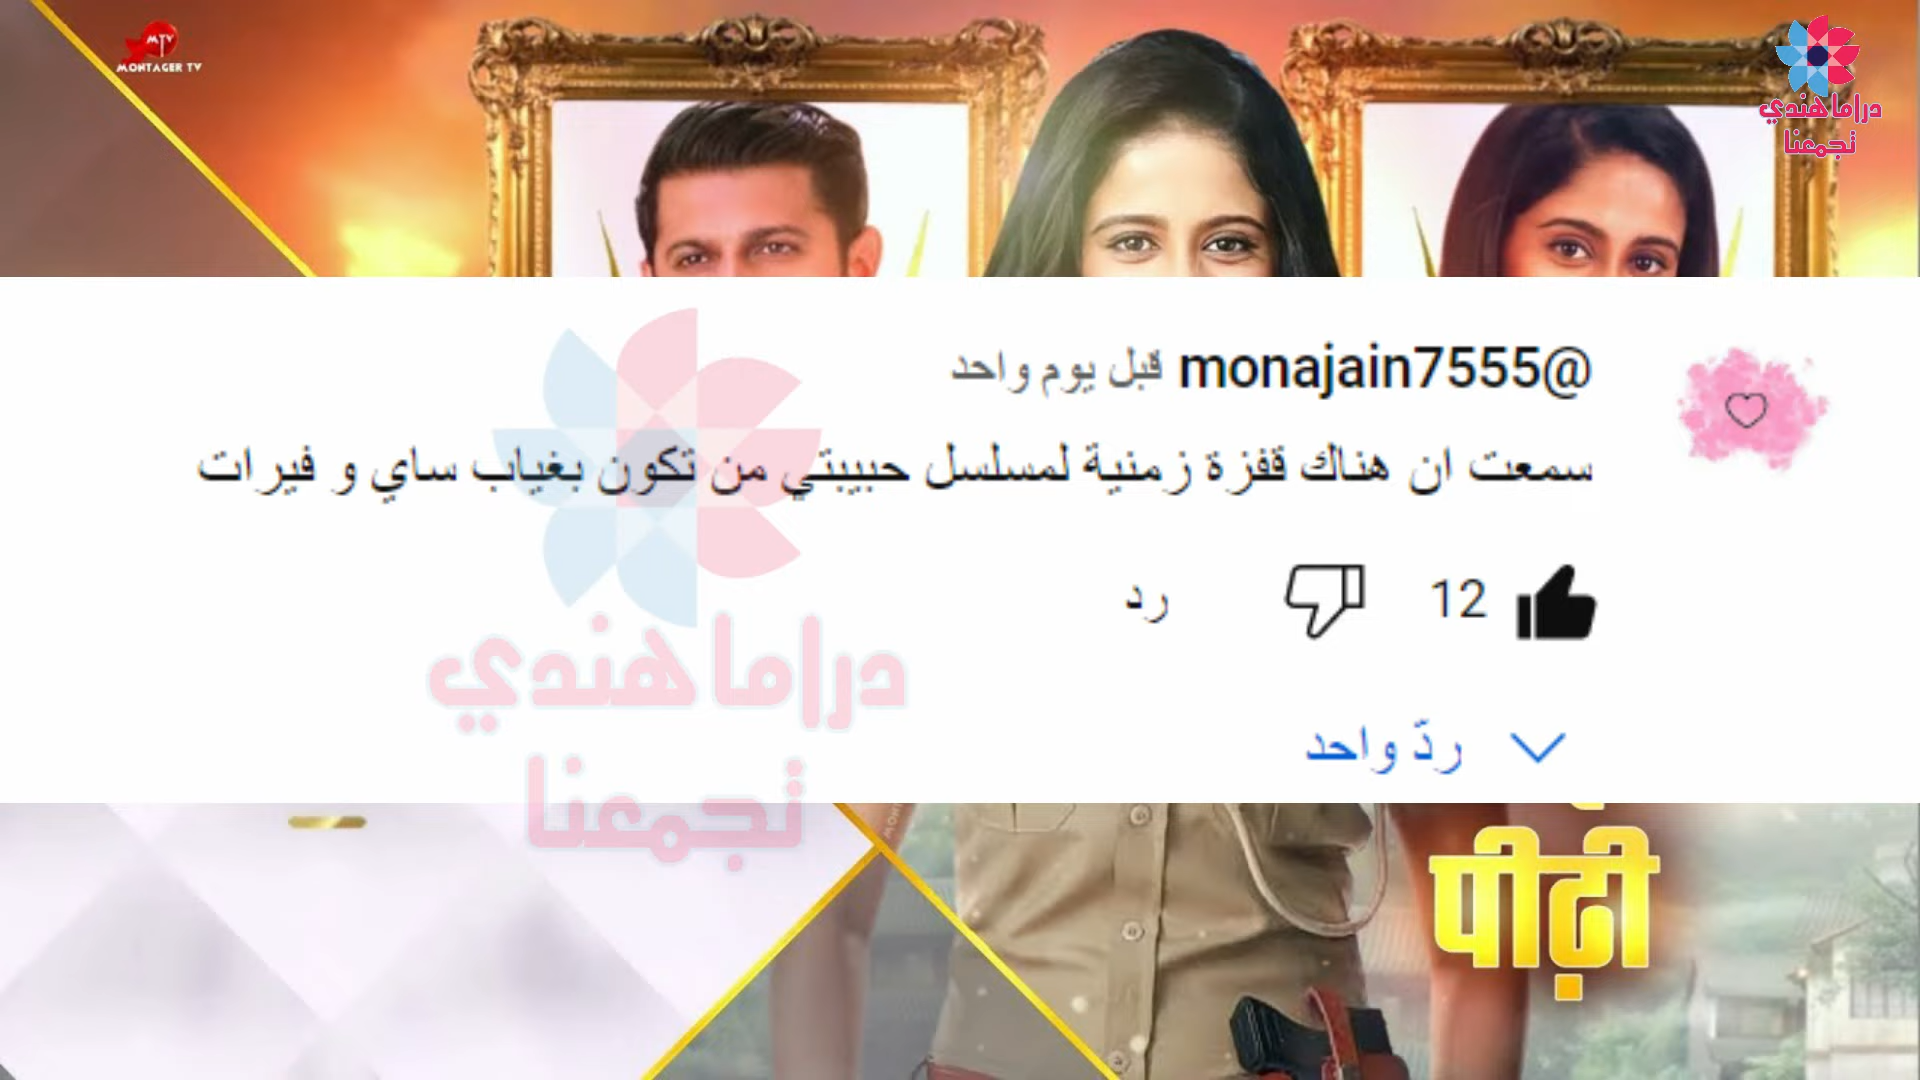 MTV
MONTAGER TV
دراما هندي
تجمعنا
@monajain7555 قبل يوم واحد
سمعت ان هناك قفزة زمنية لمسلسل حبيبتي من تكون بغياب ساي و فيرات
12
رد
ردّ واحد
دراما هندي
تجمعنا
पीढ़ी